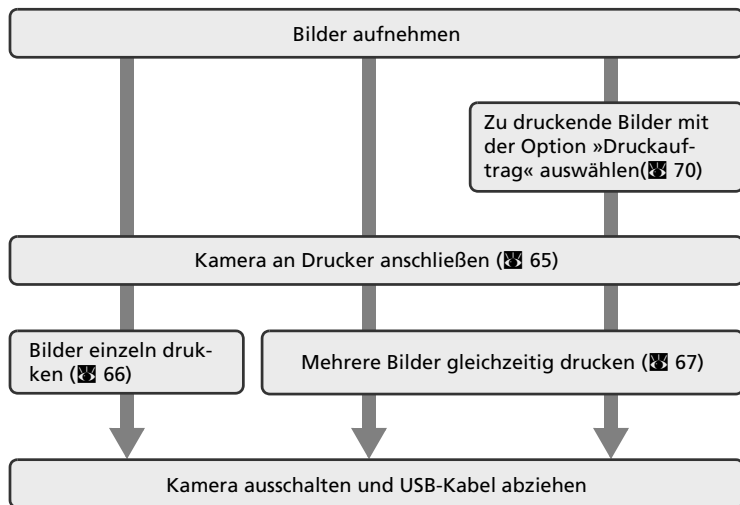 Bilder aufnehmen
Zu druckende Bilder mit
der Option »Druckauf-
trag« auswählen( 70)
Kamera an Drucker anschließen ( 65)
Bilder einzeln druk-
ken ( 66)
Mehrere Bilder gleichzeitig drucken ( 67)
Kamera ausschalten und USB-Kabel abziehen